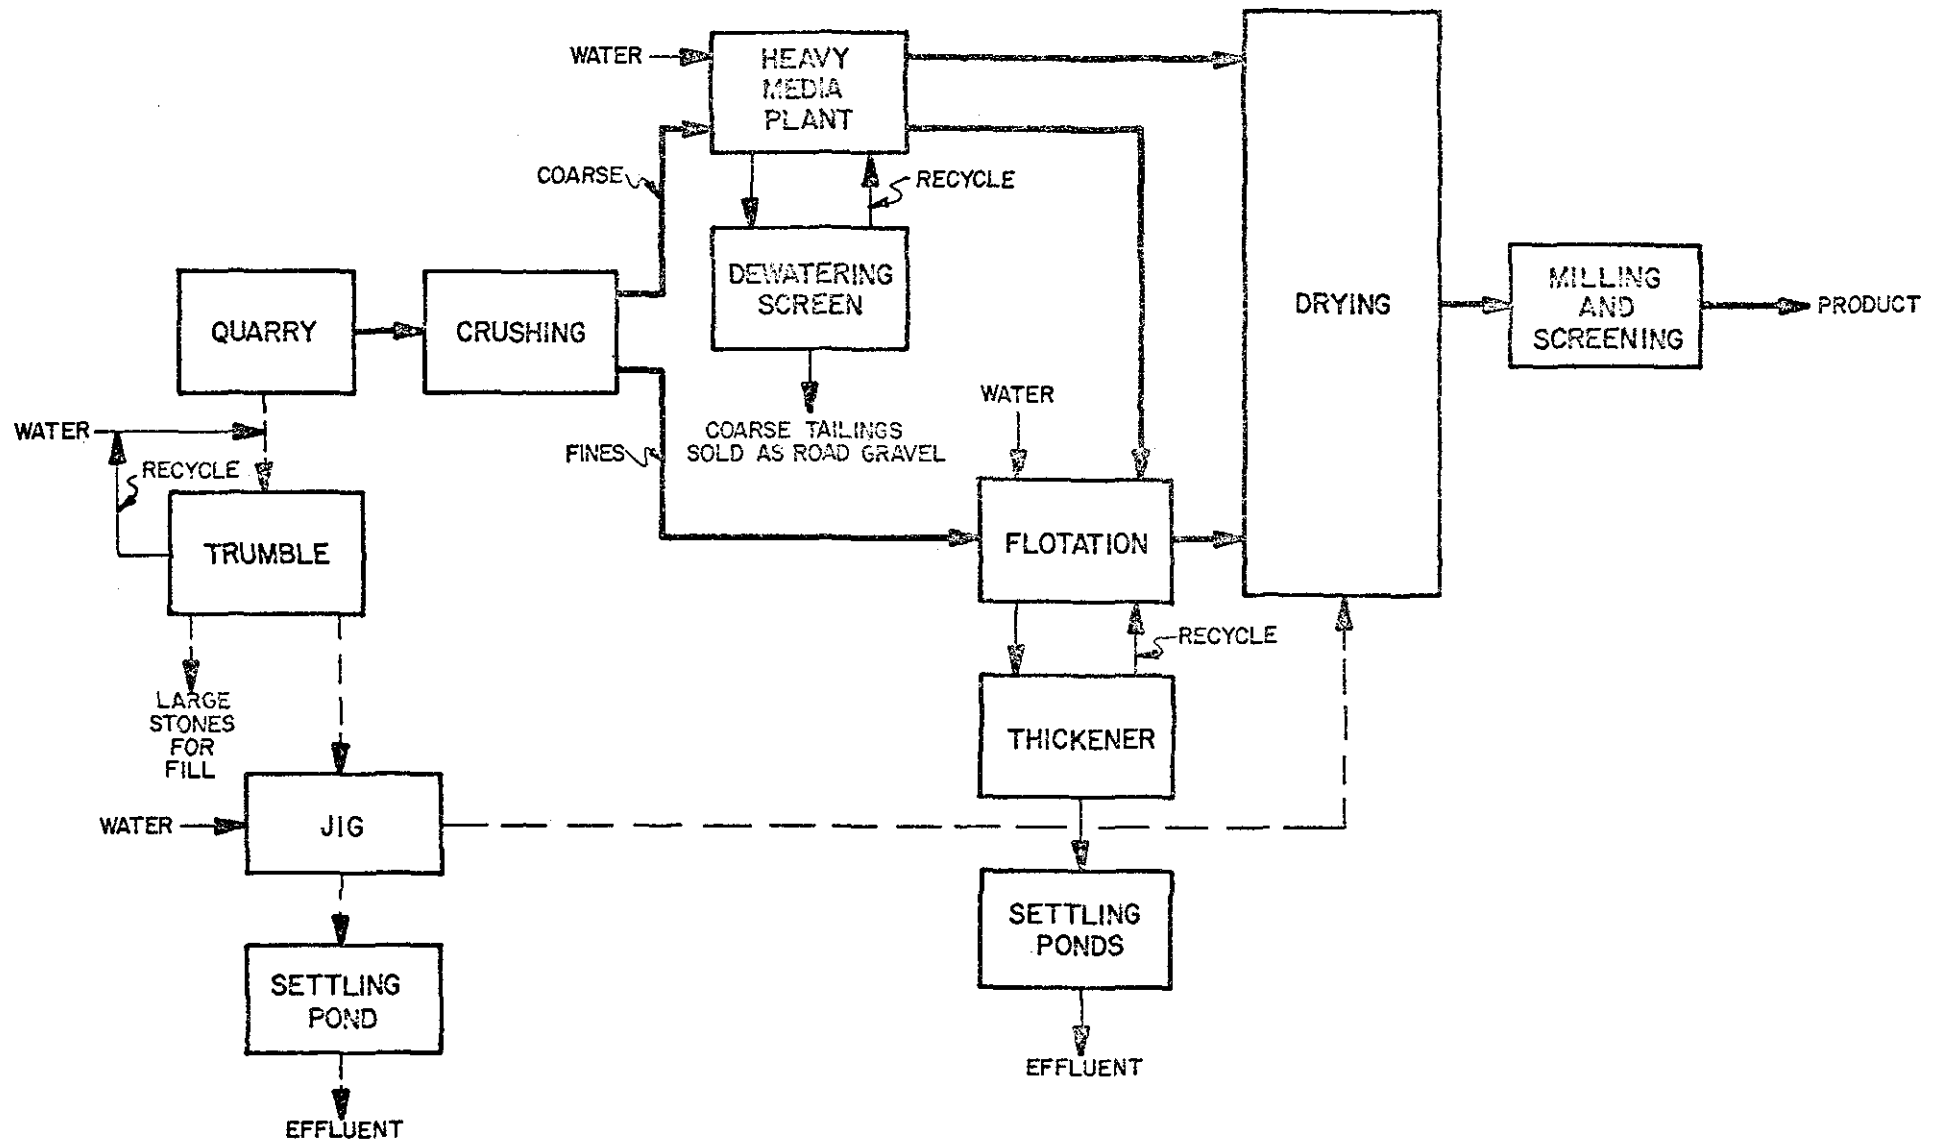 WATER
HEAVY
MEDIA
PLANT
COARSE
RECYCLE
DEWATERING
SCREEN
QUARRY
CRUSHING
DRYING
MILLING
AND
SCREENING
PRODUCT
WATER
WATER
COARSE TAILINGS
SOLD AS ROAD GRAVEL
FINES
RECYCLE
TRUMBLE
FLOTATION
RECYCLE
LARGE
STONES
FOR
FILL
THICKENER
WATER
JIG
SETTLING
PONDS
SETTLING
POND
EFFLUENT
EFFLUENT